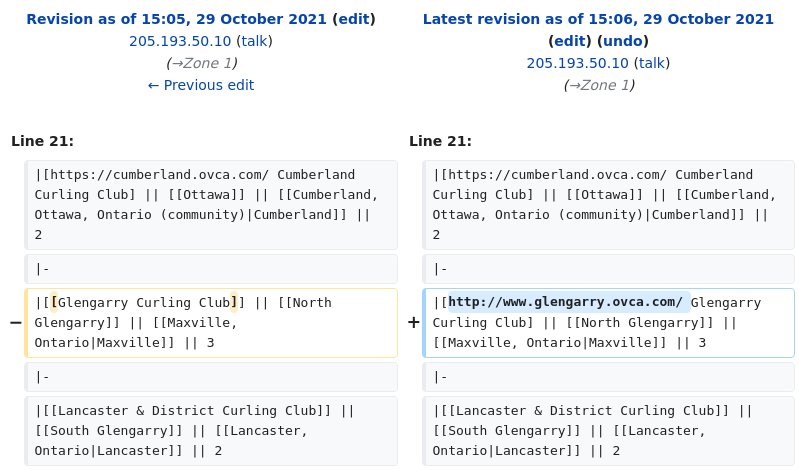 Revision as of 15:05, 29 October 2021 (edit)
205.193.50.10 (talk)
(→Zone 1)
← Previous edit
Latest revision as of 15:06, 29 October 2021
(edit) (undo)
205.193.50.10 (talk)
(→Zone 1)
Line 21:
|[https://cumberland.ovca.com/ Cumberland
Curling Club] || [[Ottawa]] || [[Cumberland,
Ottawa, Ontario (community)|Cumberland]] ||
2
|-
−
|[[Glengarry Curling Club]] || [[North
Glengarry]] || [[Maxville,
Ontario|Maxville]] || 3
|-
|[[Lancaster & District Curling Club]] ||
[[South Glengarry]] || [[Lancaster,
Ontario|Lancaster]] || 2
Line 21:
|[https://cumberland.ovca.com/ Cumberland
Curling Club] || [[Ottawa]] || [[Cumberland,
Ottawa, Ontario (community)|Cumberland]] ||
2
|-
+
|[http://www.glengarry.ovca.com/ Glengarry
Curling Club] || [[North Glengarry]] ||
[[Maxville, Ontario|Maxville]] || 3
|-
|[[Lancaster & District Curling Club]] ||
[[South Glengarry]] || [[Lancaster,
Ontario|Lancaster]] || 2